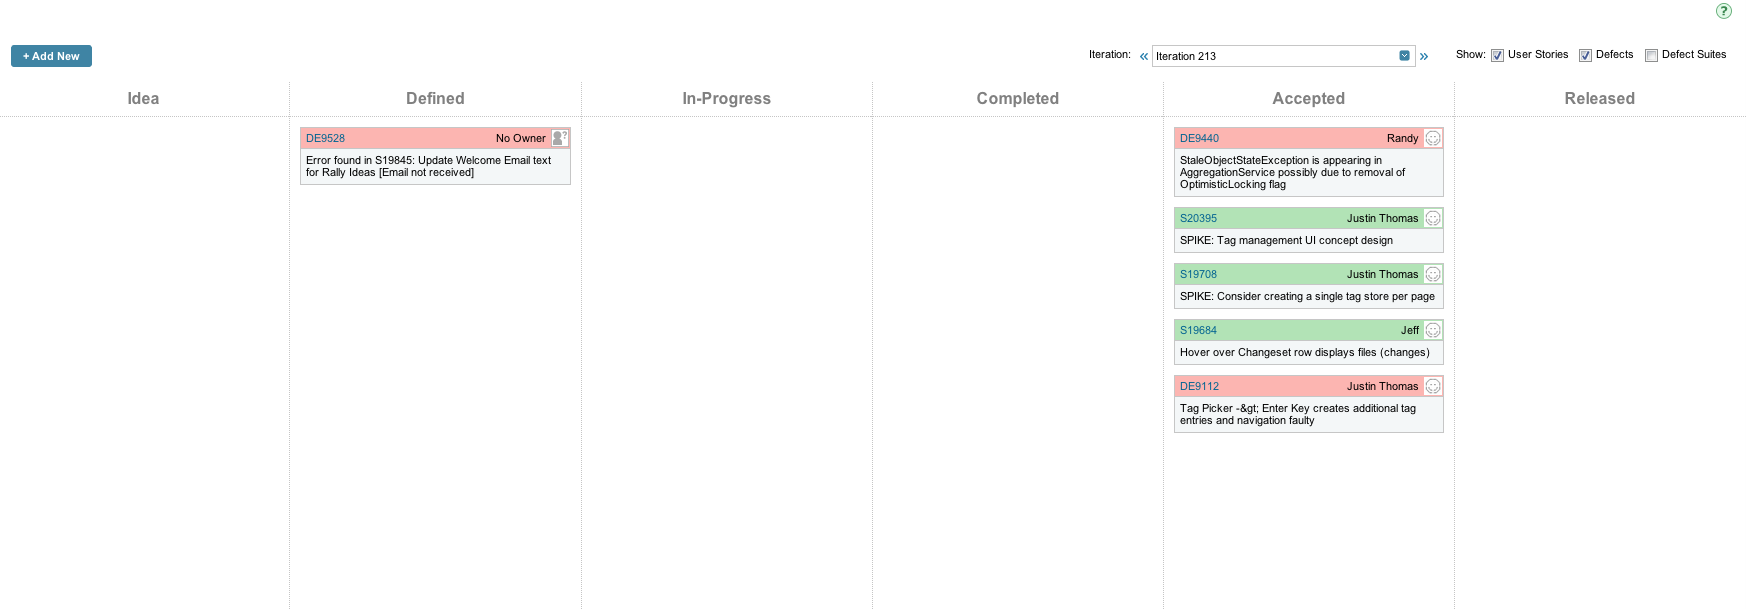 ?
+ Add New
Iteration: « Iteration 213 » Show: User Stories Defects Defect Suites
Idea Defined In-Progress Completed Accepted Released
DE9528 No Owner ?
Error found in S19845: Update Welcome Email text
for Rally Ideas [Email not received]
DE9440 Randy
StaleObjectStateException is appearing in
AggregationService possibly due to removal of
OptimisticLocking flag
S20395 Justin Thomas
SPIKE: Tag management UI concept design
S19708 Justin Thomas
SPIKE: Consider creating a single tag store per page
S19684 Jeff
Hover over Changeset row displays files (changes)
DE9112 Justin Thomas
Tag Picker -&gt; Enter Key creates additional tag
entries and navigation faulty